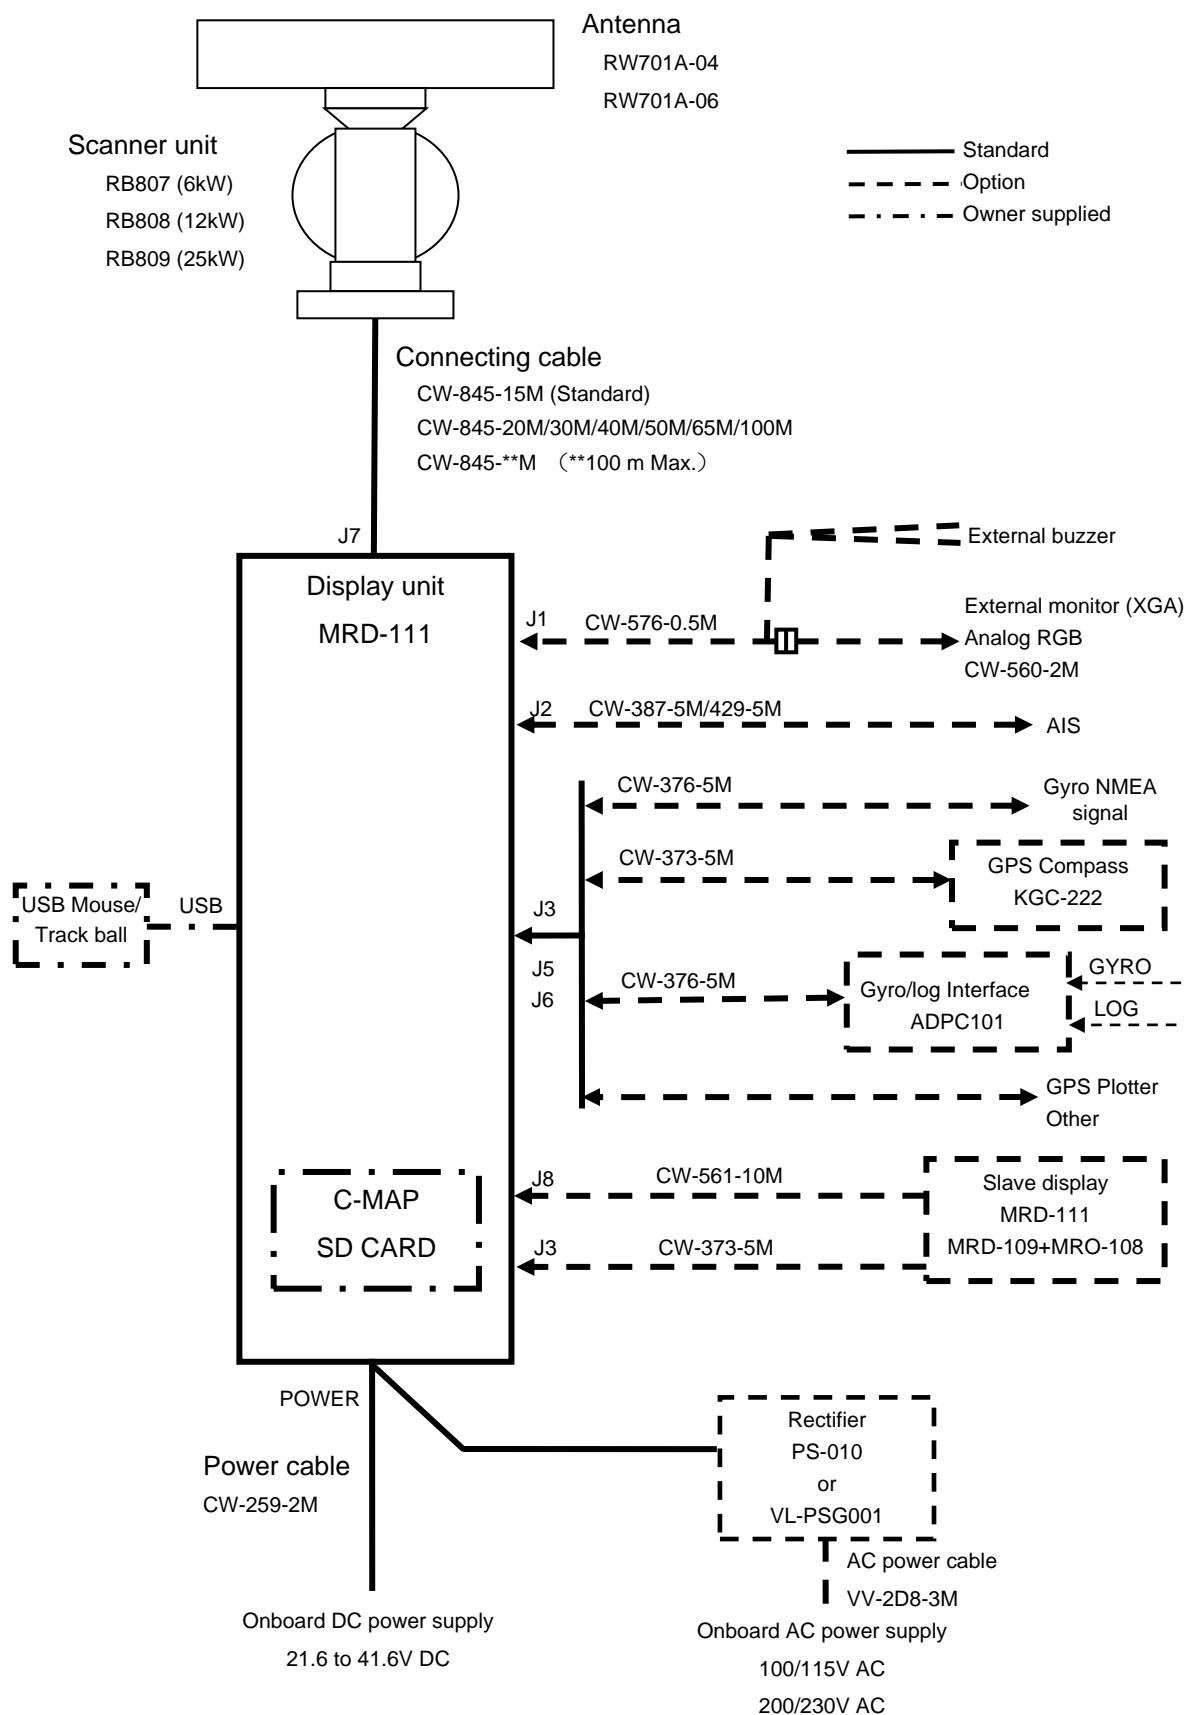 Antenna
RW701A-04
RW701A-06
Scanner unit
RB807 (6kW)
RB808 (12kW)
RB809 (25kW)
Standard
Option
Owner supplied
Connecting cable
CW-845-15M (Standard)
CW-845-20M/30M/40M/50M/65M/100M
CW-845-**M （**100 m Max.）
J7
Display unit
MRD-111
External buzzer
J1
CW-576-0.5M
External monitor (XGA)
Analog RGB
CW-560-2M
J2
CW-387-5M/429-5M
AIS
CW-376-5M
Gyro NMEA
signal
CW-373-5M
GPS Compass
KGC-222
USB Mouse/
Track ball
USB
J3
J5
J6
CW-376-5M
Gyro/log Interface
ADPC101
GYRO
LOG
GPS Plotter
Other
C-MAP
SD CARD
J8
CW-561-10M
J3
CW-373-5M
Slave display
MRD-111
MRD-109+MRO-108
POWER
Power cable
CW-259-2M
Rectifier
PS-010
or
VL-PSG001
AC power cable
VV-2D8-3M
Onboard DC power supply
21.6 to 41.6V DC
Onboard AC power supply
100/115V AC
200/230V AC